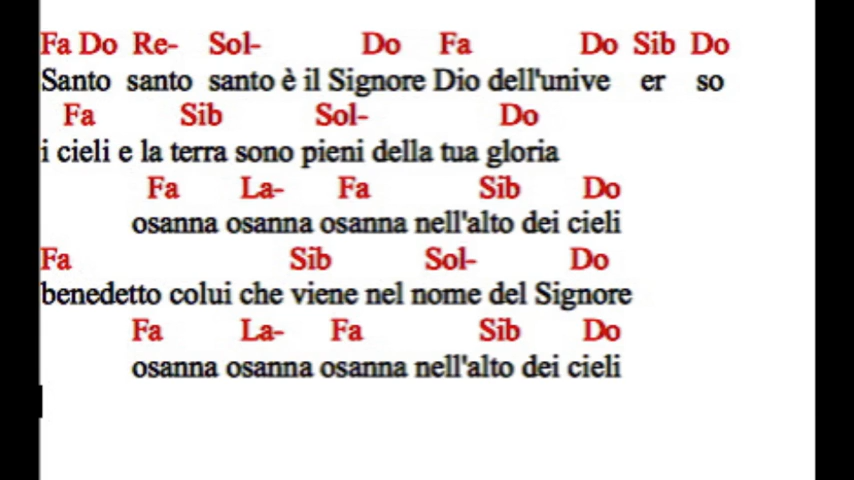 Fa Do Re- Sol- Do Fa Do Sib Do
Santo santo santo è il Signore Dio dell'unive er so
Fa Sib Sol- Do
i cieli e la terra sono pieni della tua gloria
Fa La- Fa Sib Do
osanna osanna osanna nell'alto dei cieli
Fa Sib Sol- Do
benedetto colui che viene nel nome del Signore
Fa La- Fa Sib Do
osanna osanna osanna nell'alto dei cieli